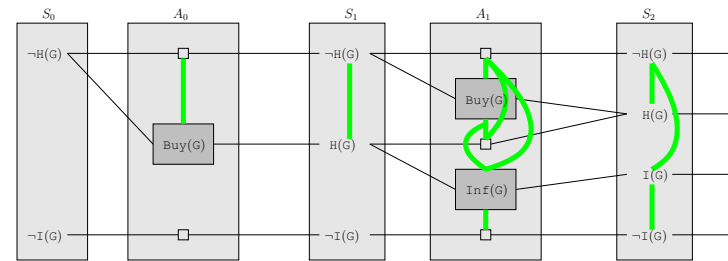 S₀ A₀ S₁ A₁ S₂
¬H(G) ¬H(G) ¬H(G)
Buy(G)
H(G)
Buy(G) H(G)
Inf(G) I(G)
¬I(G) ¬I(G)